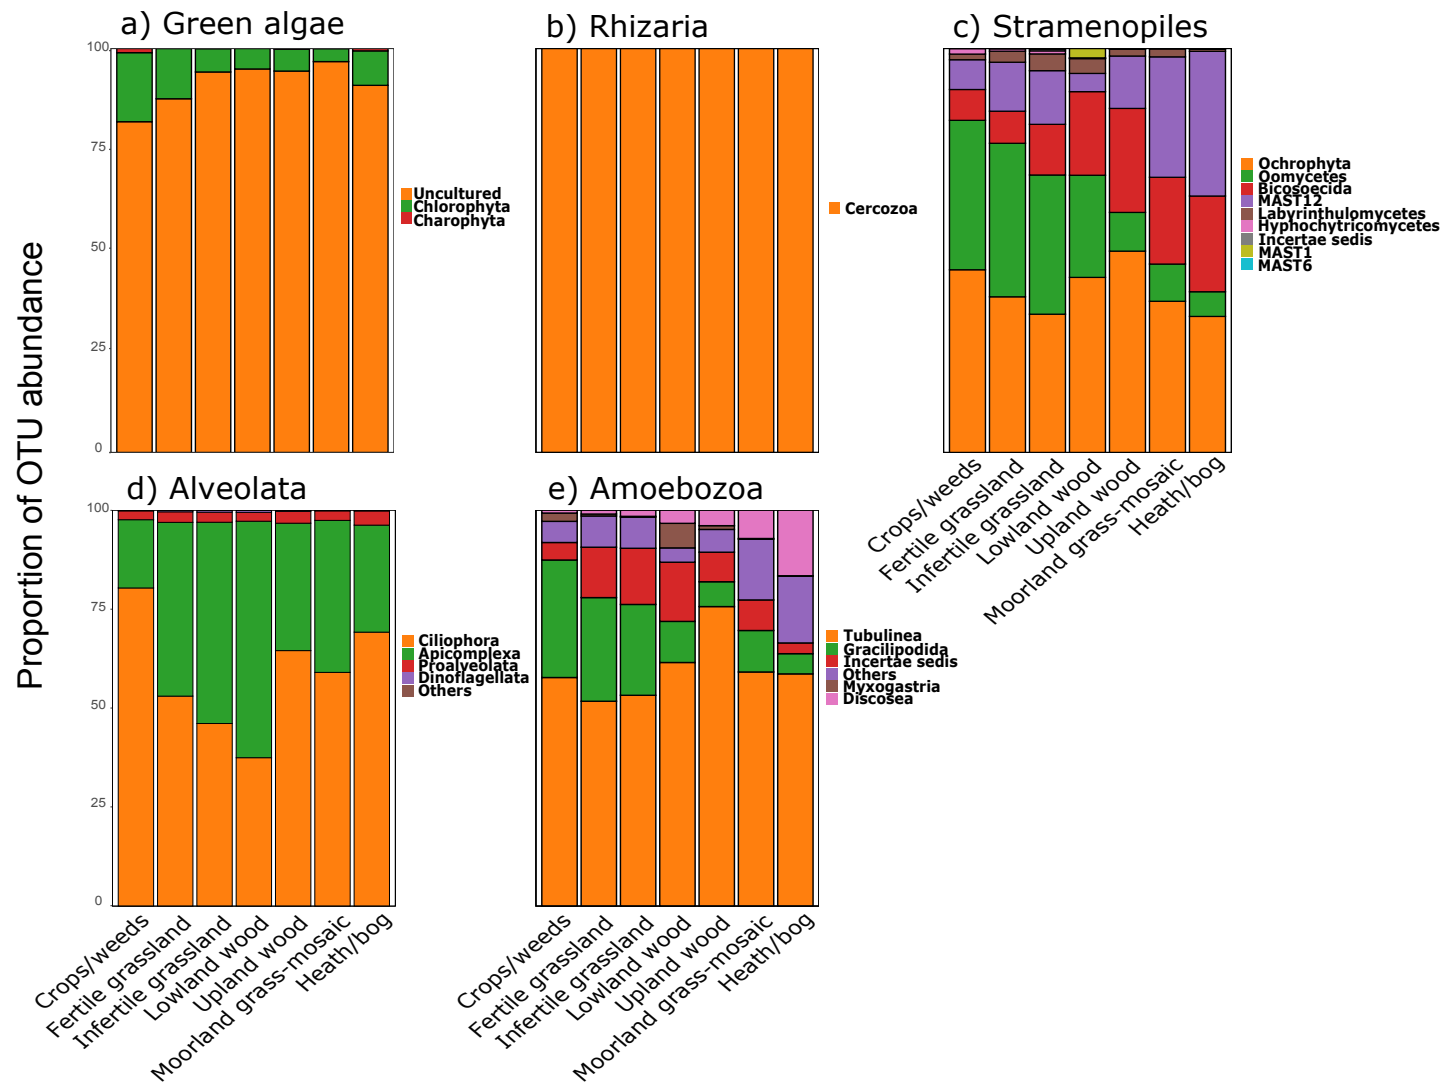 a) Green algae
b) Rhizaria
c) Stramenopiles
Proportion of OTU abundance
100
75
50
25
0
Uncultured
Chlorophyta
Charophyta
Cercozoa
Ochrophyta
Oomycetes
Bicosoecida
MAST12
Labyrinthulomycetes
Hyphochytricomycetes
Incertae sedis
MAST1
MAST6
Crops/weeds
Fertile grassland
Infertile grassland
Lowland wood
Upland wood
Moorland grass-mosaic
Heath/bog
d) Alveolata
e) Amoebozoa
100
75
50
25
0
Ciliophora
Apicomplexa
Proalveolata
Dinoflagellata
Others
Tubulinea
Gracilipodida
Incertae sedis
Others
Myxogastria
Discosea
Crops/weeds
Fertile grassland
Infertile grassland
Lowland wood
Upland wood
Moorland grass-mosaic
Heath/bog
Crops/weeds
Fertile grassland
Infertile grassland
Lowland wood
Upland wood
Moorland grass-mosaic
Heath/bog